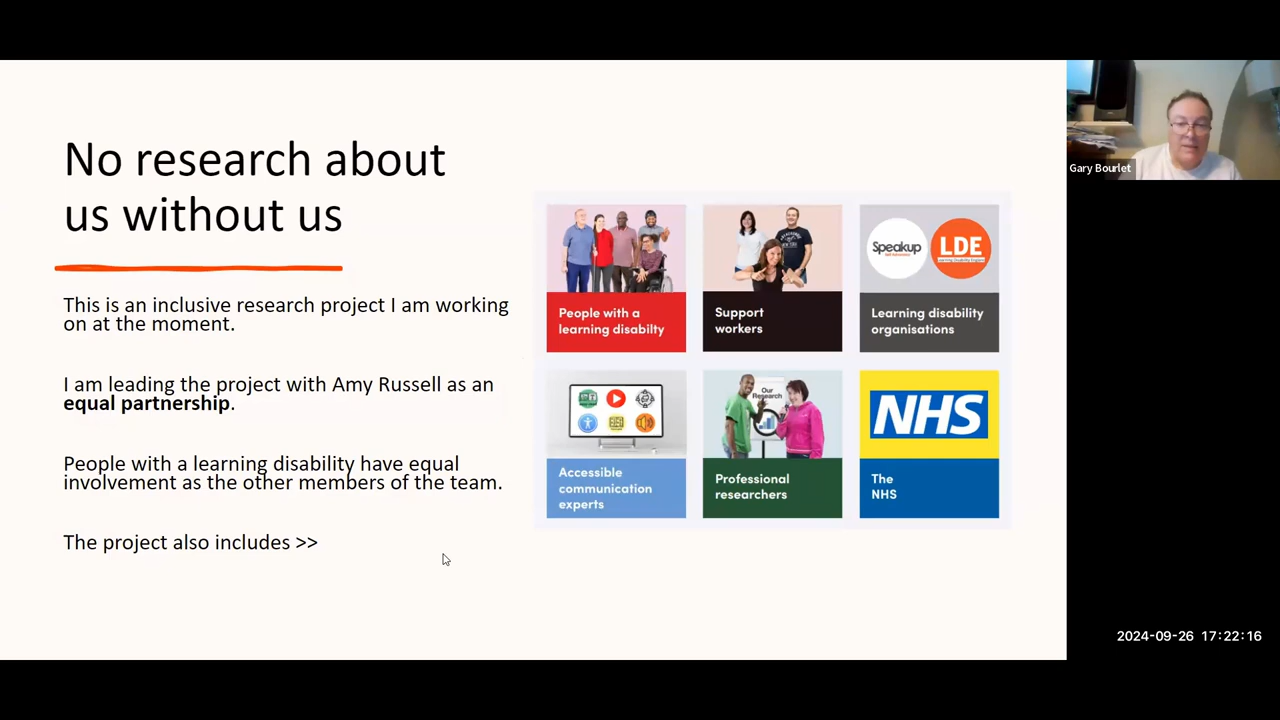 No research about
us without us
This is an inclusive research project I am working
on at the moment.
I am leading the project with Amy Russell as an
equal partnership.
People with a learning disability have equal
involvement as the other members of the team.
The project also includes >>
People with a
learning disabilty
Support
workers
Speakup
LDE
Learning disability
organisations
Accessible
communication
experts
Our
Research
Professional
researchers
NHS
The
NHS
Gary Bourlet
2024-09-26 17:22:16